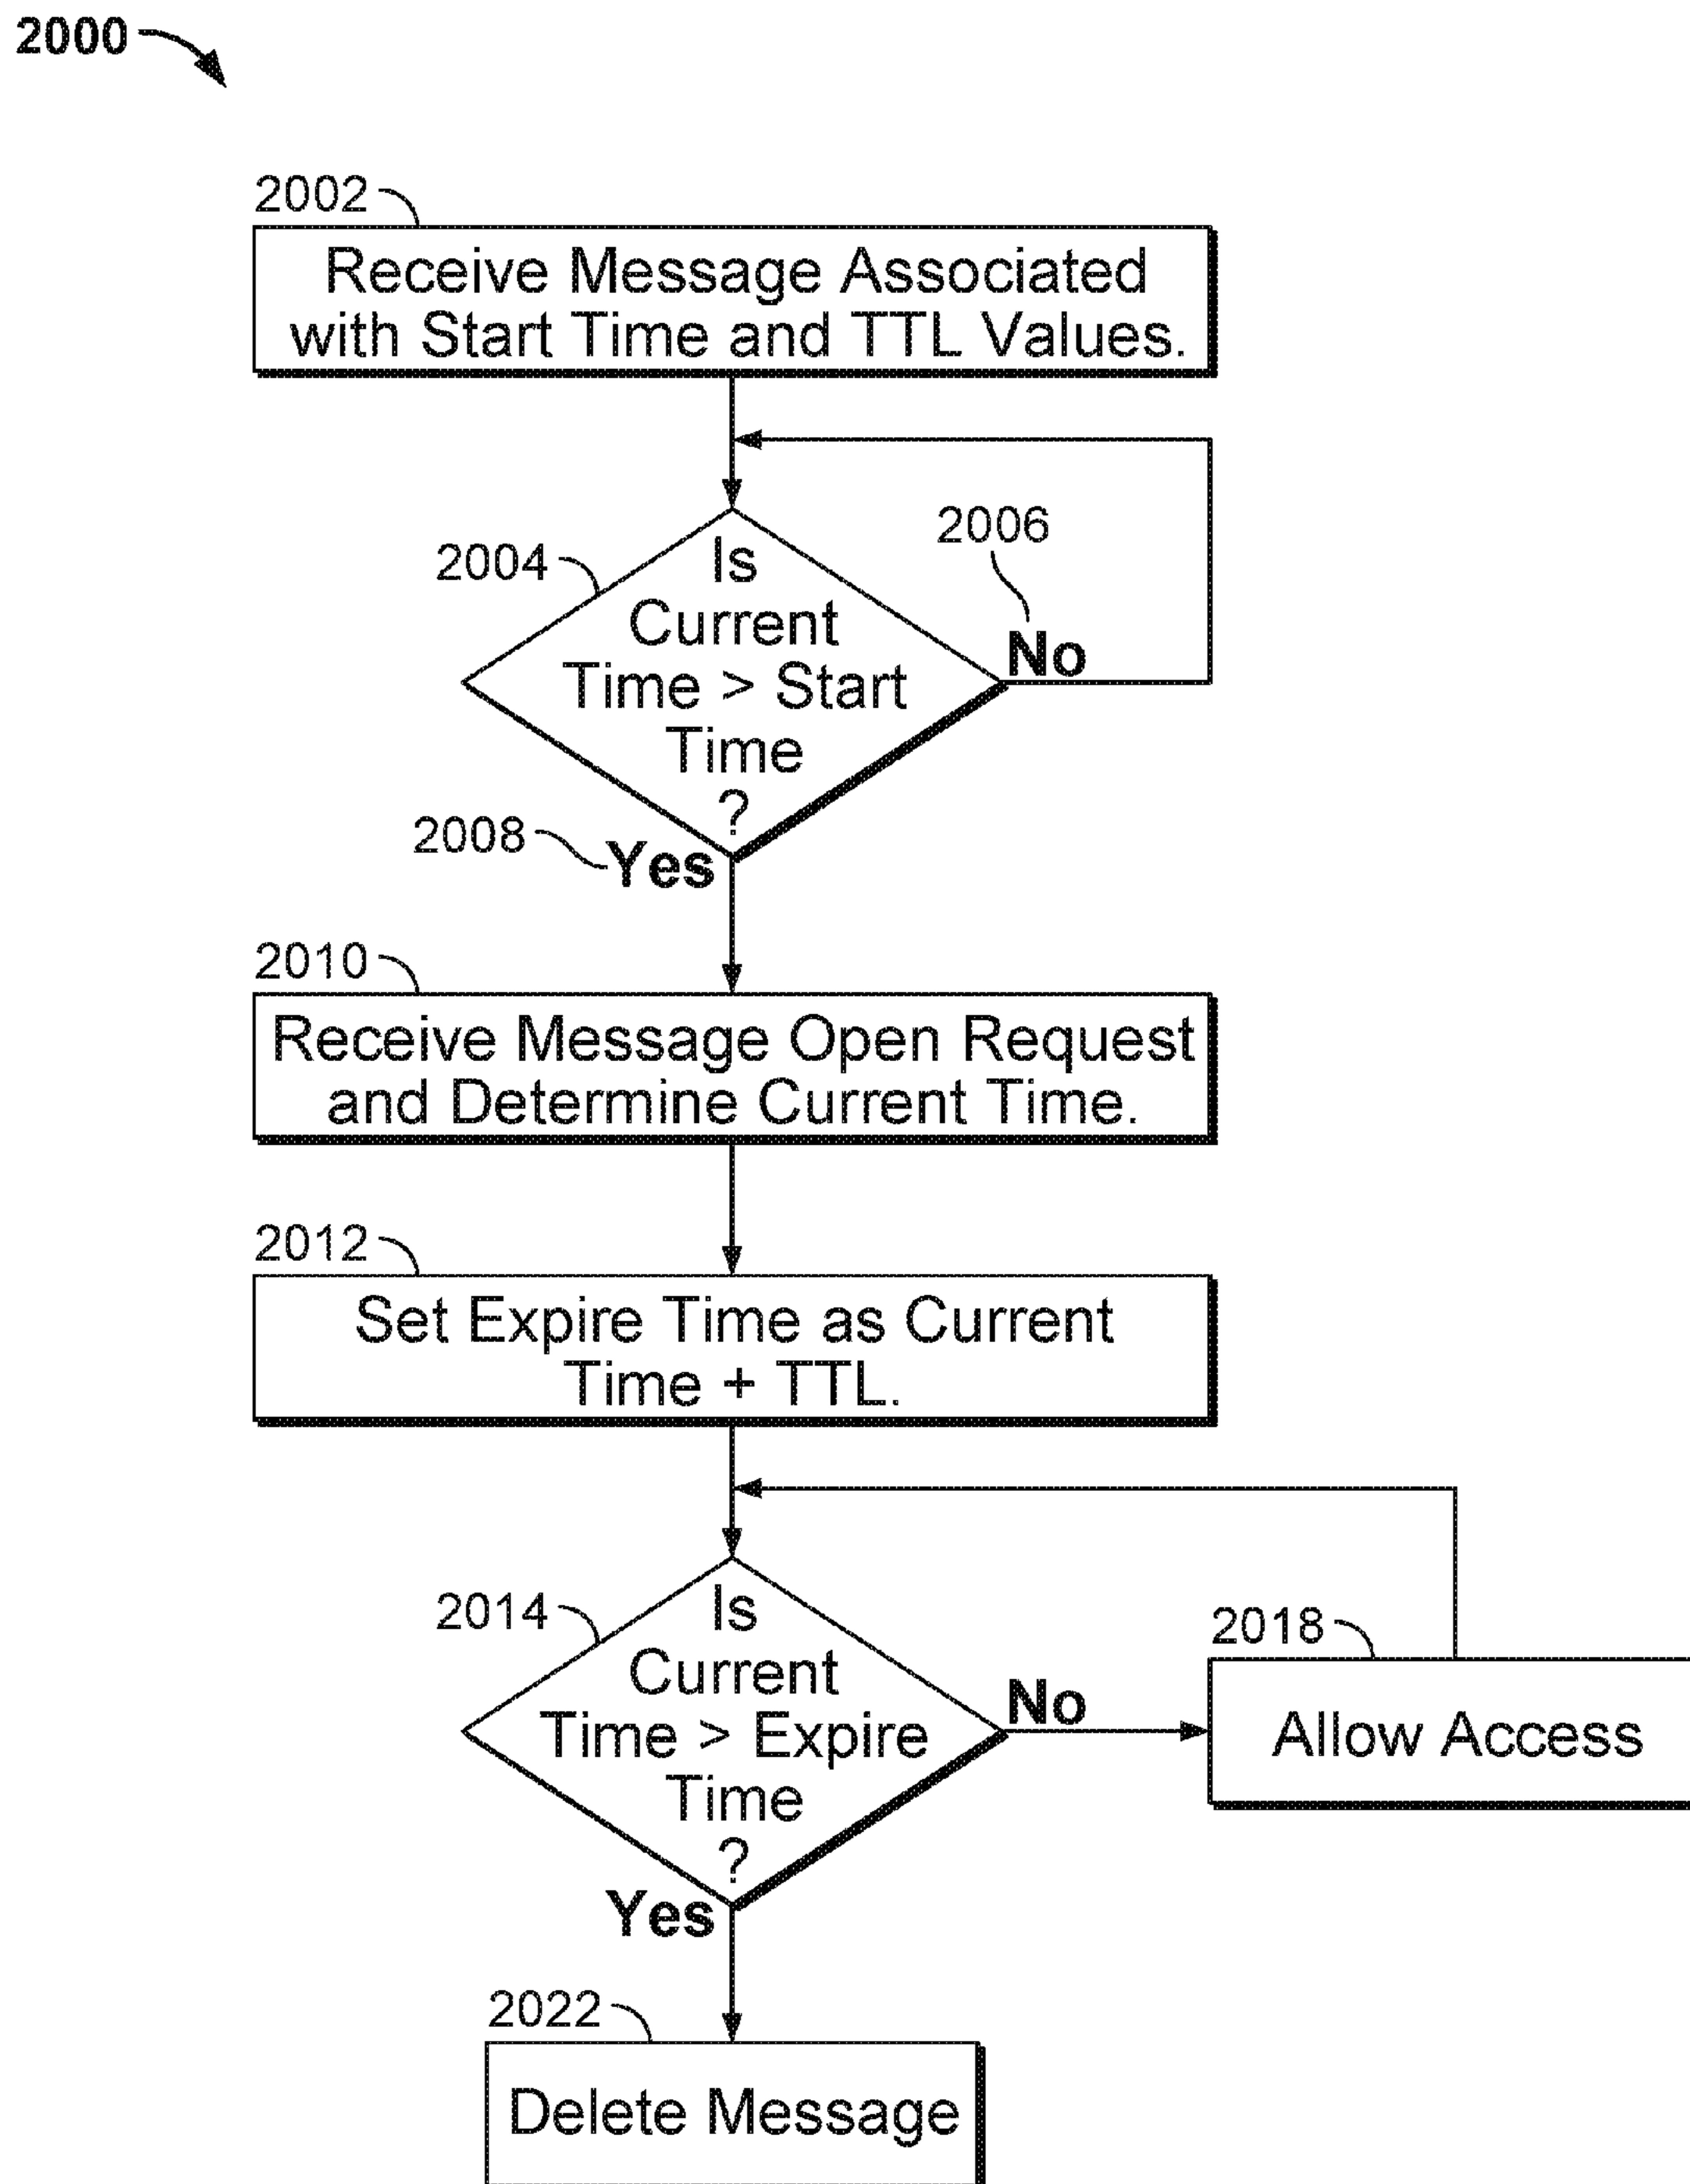 2000
2002
Receive Message Associated
with Start Time and TTL Values.
2004
Is
Current
Time > Start
Time
?
2006
No
2008
Yes
2010
Receive Message Open Request
and Determine Current Time.
2012
Set Expire Time as Current
Time + TTL.
2014
Is
Current
Time > Expire
Time
?
No
2018
Allow Access
Yes
2022
Delete Message